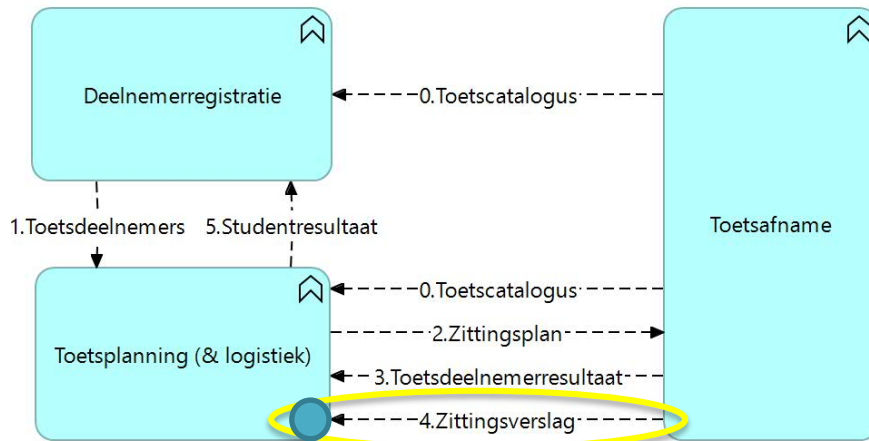 Deelnemerregistratie
0.Toetscatalogus
1.Toetsdeelnemers
5.Studentresultaat
Toetsafname
0.Toetscatalogus
2.Zittingsplan
Toetsplanning (& logistiek)
3.Toetsdeelnemerresultaat
4.Zittingsverslag